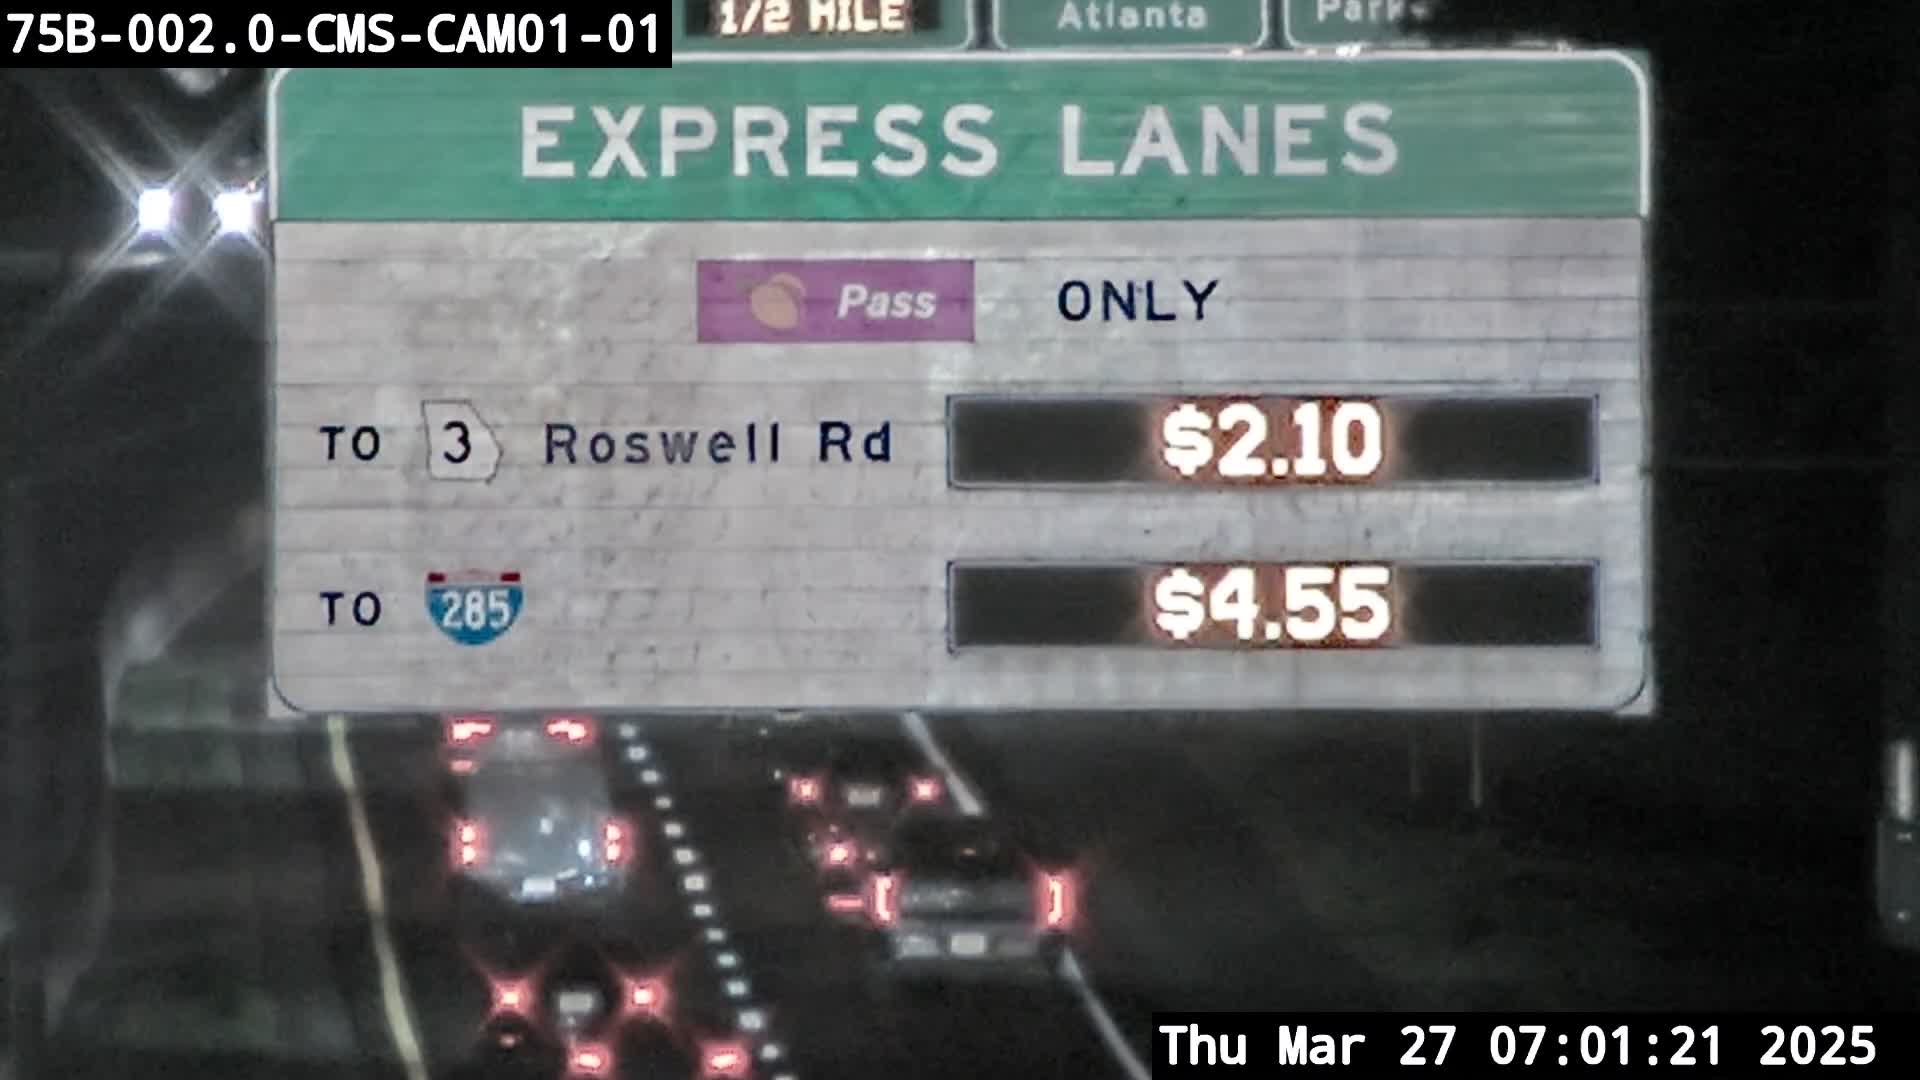 75B-002.0-CMS-CAM01-01
1/2 MILE
Atlanta
EXPRESS LANES
Pass ONLY
TO 3 Roswell Rd $2.10
TO 285 $4.55
Thu Mar 27 07:01:21 2025